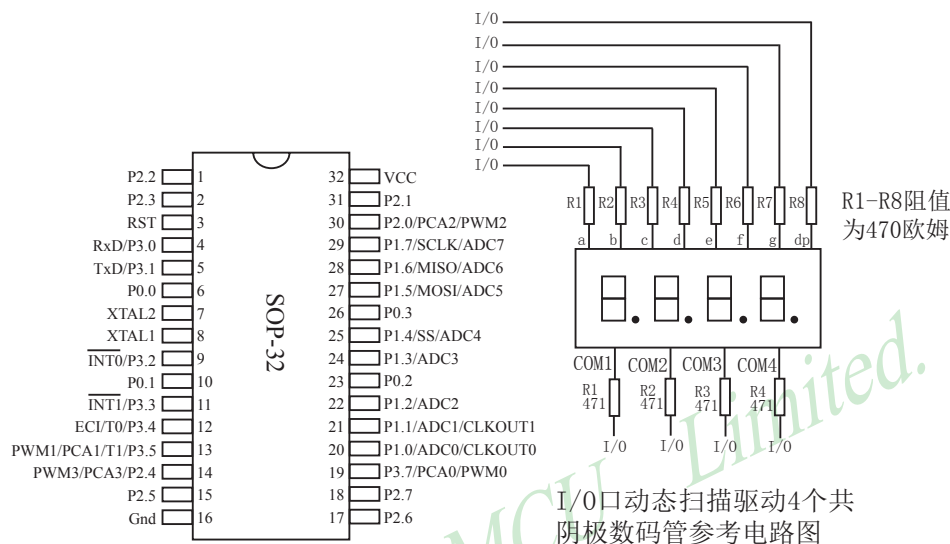 I/O
I/O
I/O
I/O
I/O
I/O
I/O
I/O
R1 R2 R3 R4 R5 R6 R7 R8
R1-R8阻值
为470欧姆
a b c d e f g dp
COM1 COM2 COM3 COM4
R1 471 R2 471 R3 471 R4 471
I/O I/O I/O I/O
I/O口动态扫描驱动4个共
阴极数码管参考电路图
SOP-32
P2.2 1 32 VCC
P2.3 2 31 P2.1
RST 3 30 P2.0/PCA2/PWM2
RxD/P3.0 4 29 P1.7/SCLK/ADC7
TxD/P3.1 5 28 P1.6/MISO/ADC6
P0.0 6 27 P1.5/MOSI/ADC5
XTAL2 7 26 P0.3
XTAL1 8 25 P1.4/SS/ADC4
INT0/P3.2 9 24 P1.3/ADC3
P0.1 10 23 P0.2
INT1/P3.3 11 22 P1.2/ADC2
ECI/T0/P3.4 12 21 P1.1/ADC1/CLKOUT1
PWM1/PCA1/T1/P3.5 13 20 P1.0/ADC0/CLKOUT0
PWM3/PCA3/P2.4 14 19 P3.7/PCA0/PWM0
P2.5 15 18 P2.7
Gnd 16 17 P2.6
MCU Limited.